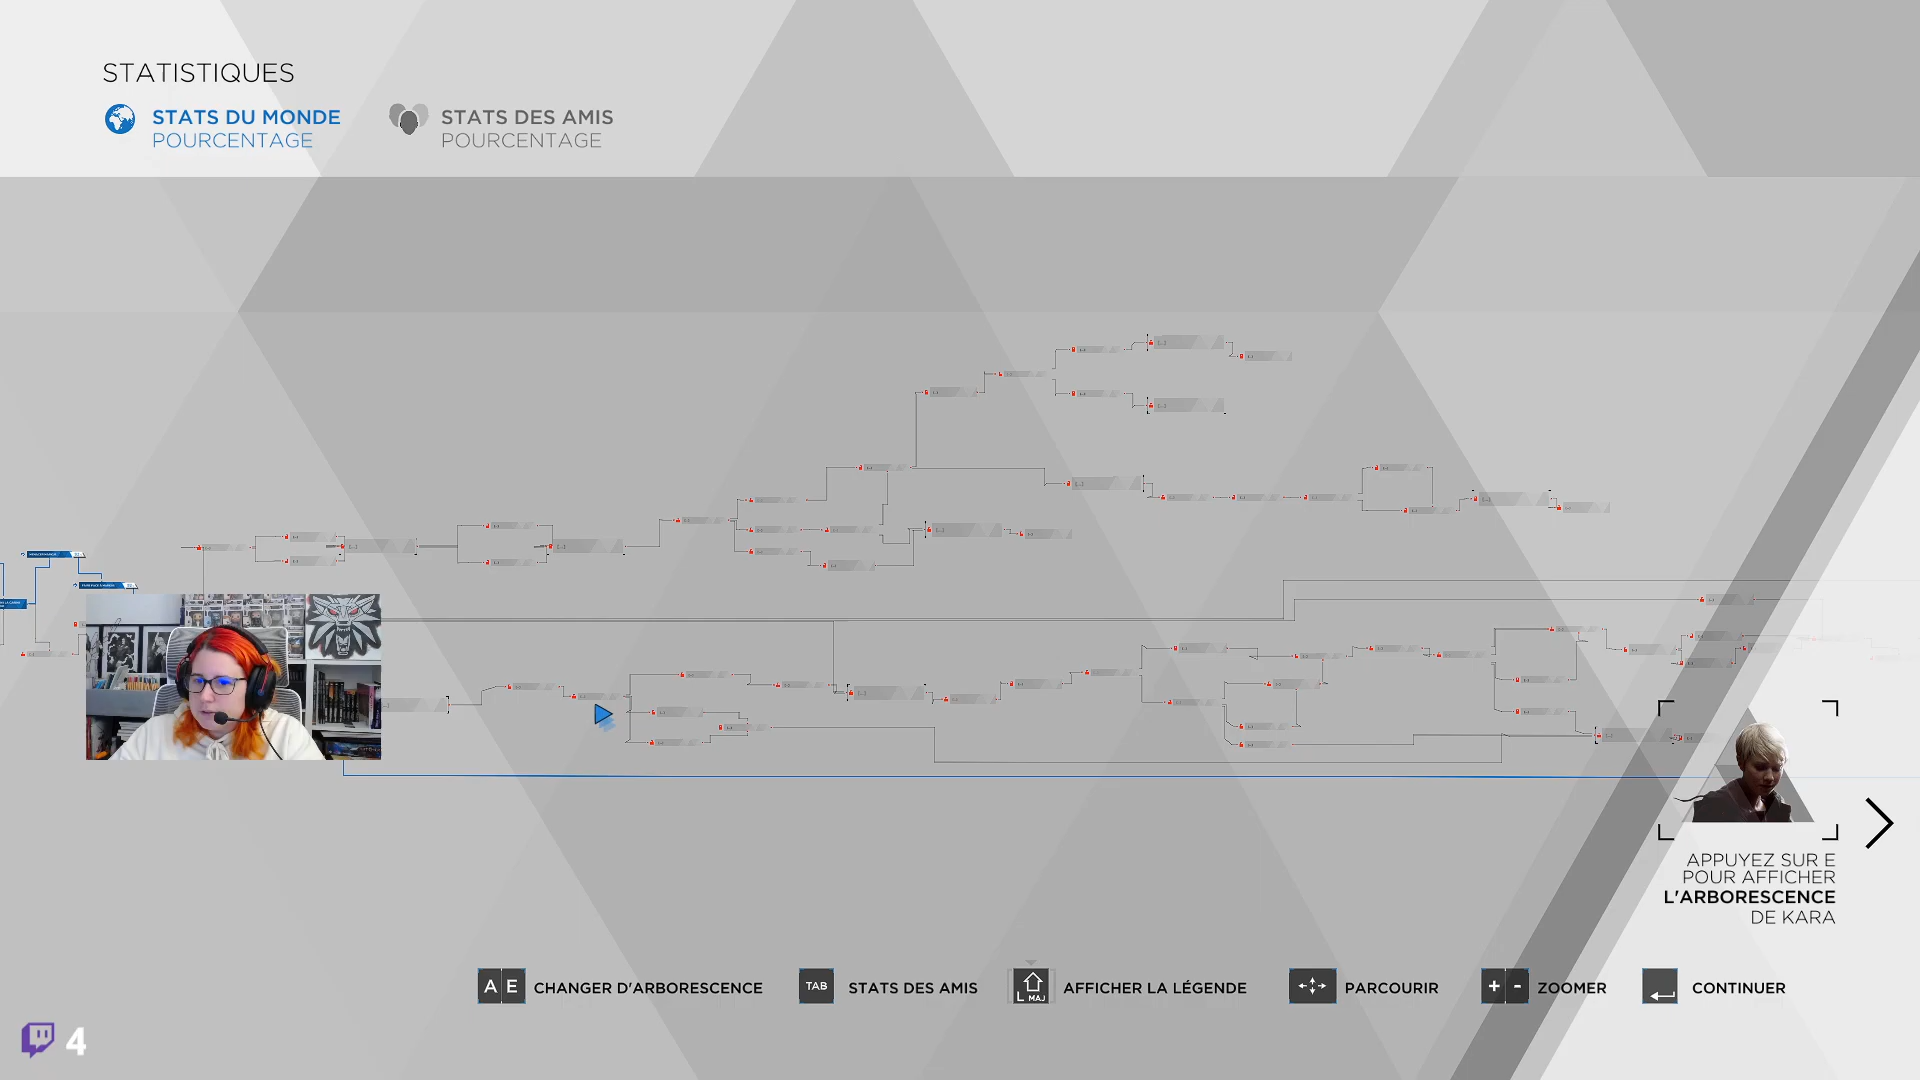 STATISTIQUES
STATS DU MONDE
POURCENTAGE
STATS DES AMIS
POURCENTAGE
APPUYEZ SUR E
POUR AFFICHER
L'ARBORESCENCE
DE KARA
A E CHANGER D'ARBORESCENCE
TAB STATS DES AMIS
L MAJ AFFICHER LA LÉGENDE
PARCOURIR
+ - ZOOMER
CONTINUER
4